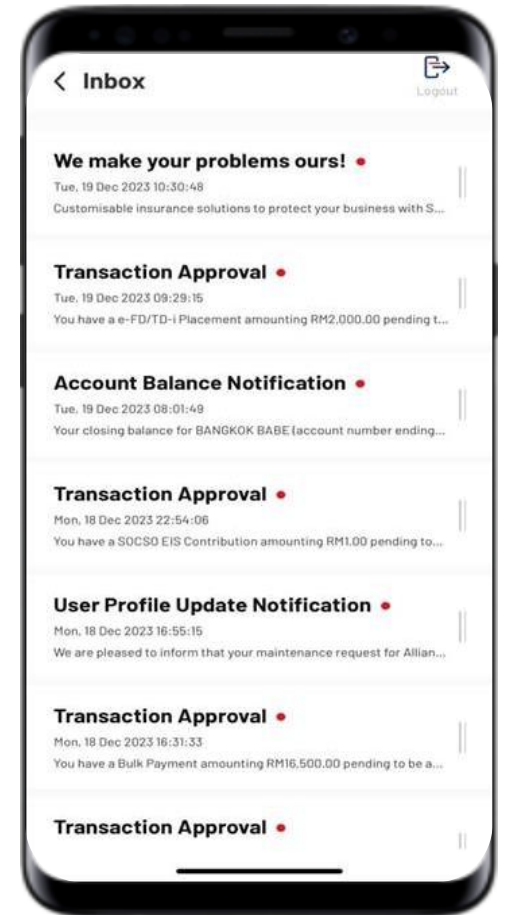 Inbox
Logout
We make your problems ours!
Tue, 19 Dec 2023 10:30:48
Customisable insurance solutions to protect your business with S...
Transaction Approval
Tue, 19 Dec 2023 09:29:15
You have a e-FD/TD-i Placement amounting RM2,000.00 pending t...
Account Balance Notification
Tue, 19 Dec 2023 08:01:49
Your closing balance for BANGKOK BABE (account number ending...
Transaction Approval
Mon, 18 Dec 2023 22:54:06
You have a SOCSO EIS Contribution amounting RM1.00 pending to...
User Profile Update Notification
Mon, 18 Dec 2023 16:55:15
We are pleased to inform that your maintenance request for Allian...
Transaction Approval
Mon, 18 Dec 2023 16:31:33
You have a Bulk Payment amounting RM16,500.00 pending to be a...
Transaction Approval